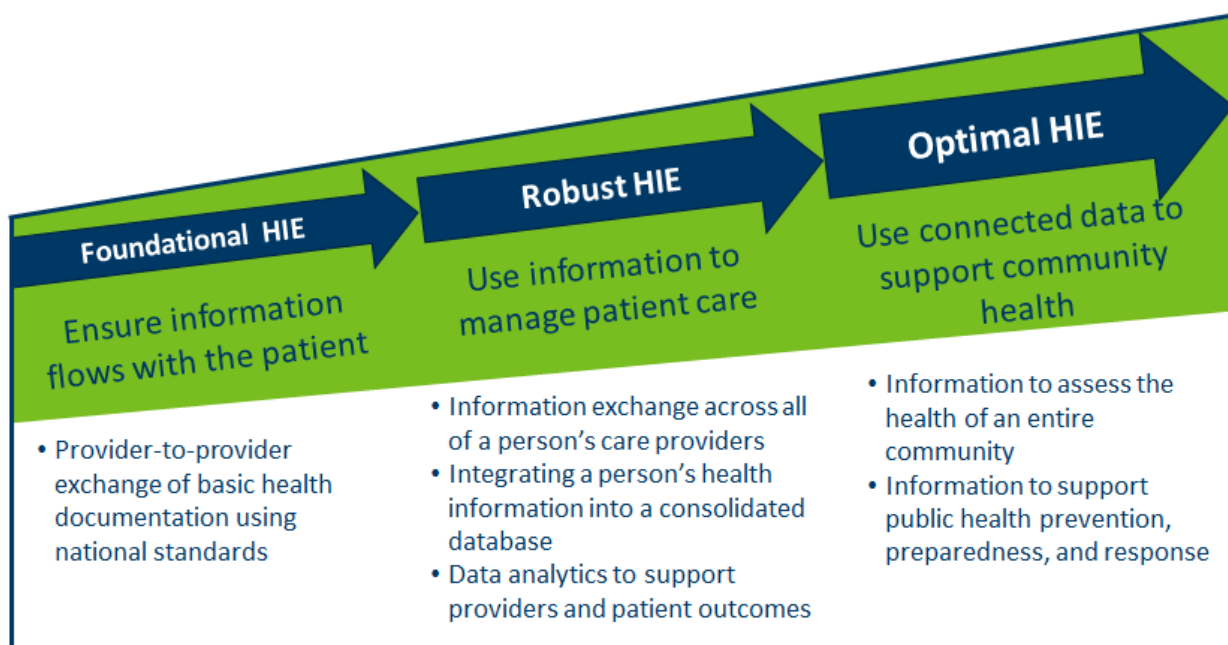 Foundational HIE
Ensure information
flows with the patient
• Provider-to-provider
exchange of basic health
documentation using
national standards
Robust HIE
Use information to
manage patient care
• Information exchange across all
of a person's care providers
• Integrating a person's health
information into a consolidated
database
• Data analytics to support
providers and patient outcomes
Optimal HIE
Use connected data to
support community
health
• Information to assess the
health of an entire
community
• Information to support
public health prevention,
preparedness, and response